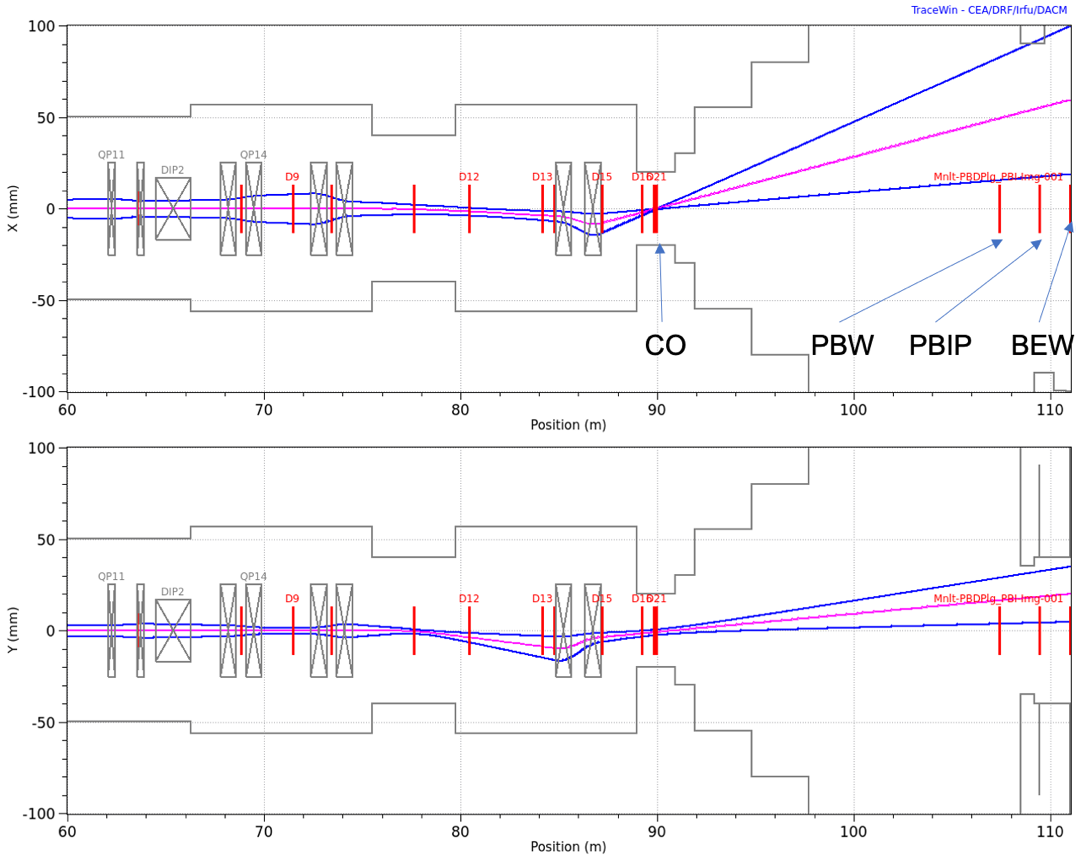 TraceWin - CEA/DRF/Irfu/DACM
100
50
0
-50
-100
X (mm)
QP11
DIP2
QP14
D9
D12
D13
D15
D16
D21
Mnlt-PBDPlg_PBI-Img-001
CO
PBW
PBIP
BEW
60
70
80
90
100
110
Position (m)
100
50
0
-50
-100
Y (mm)
QP11
DIP2
QP14
D9
D12
D13
D15
D16
D21
Mnlt-PBDPlg_PBI-Img-001
60
70
80
90
100
110
Position (m)